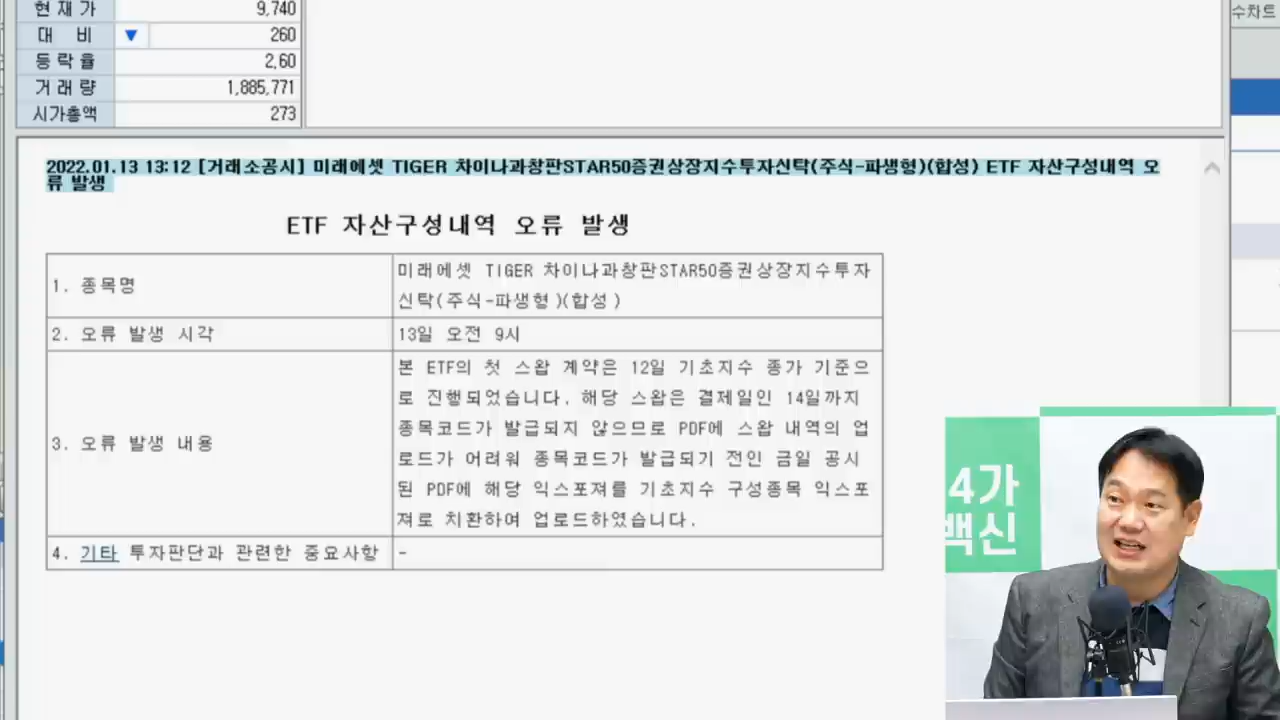 현재가 9,740
대 비 ▼ 260
등락율 2,60
거래량 1,885,771
시가총액 273
수차트
2022.01.13 13:12 [거래소공시] 미래에셋 TIGER 차이나과창판STAR50증권상장지수투자신탁(주식-파생형)(합성) ETF 자산구성내역 오
류 발생
ETF 자산구성내역 오류 발생
1. 종목명
미래에셋 TIGER 차이나과창판STAR50증권상장지수투자
신탁(주식-파생형)(합성)
2. 오류 발생 시각
13일 오전 9시
3. 오류 발생 내용
본 ETF의 첫 스왑 계약은 12일 기초지수 종가 기준으
로 진행되었습니다. 해당 스왑은 결제일인 14일까지
종목코드가 발급되지 않으므로 PDF에 스왑 내역의 업
로드가 어려워 종목코드가 발급되기 전인 금일 공시
된 PDF에 해당 익스포져를 기초지수 구성종목 익스포
져로 치환하여 업로드하였습니다.
4. 기타 투자판단과 관련한 중요사항
-
4가
백신